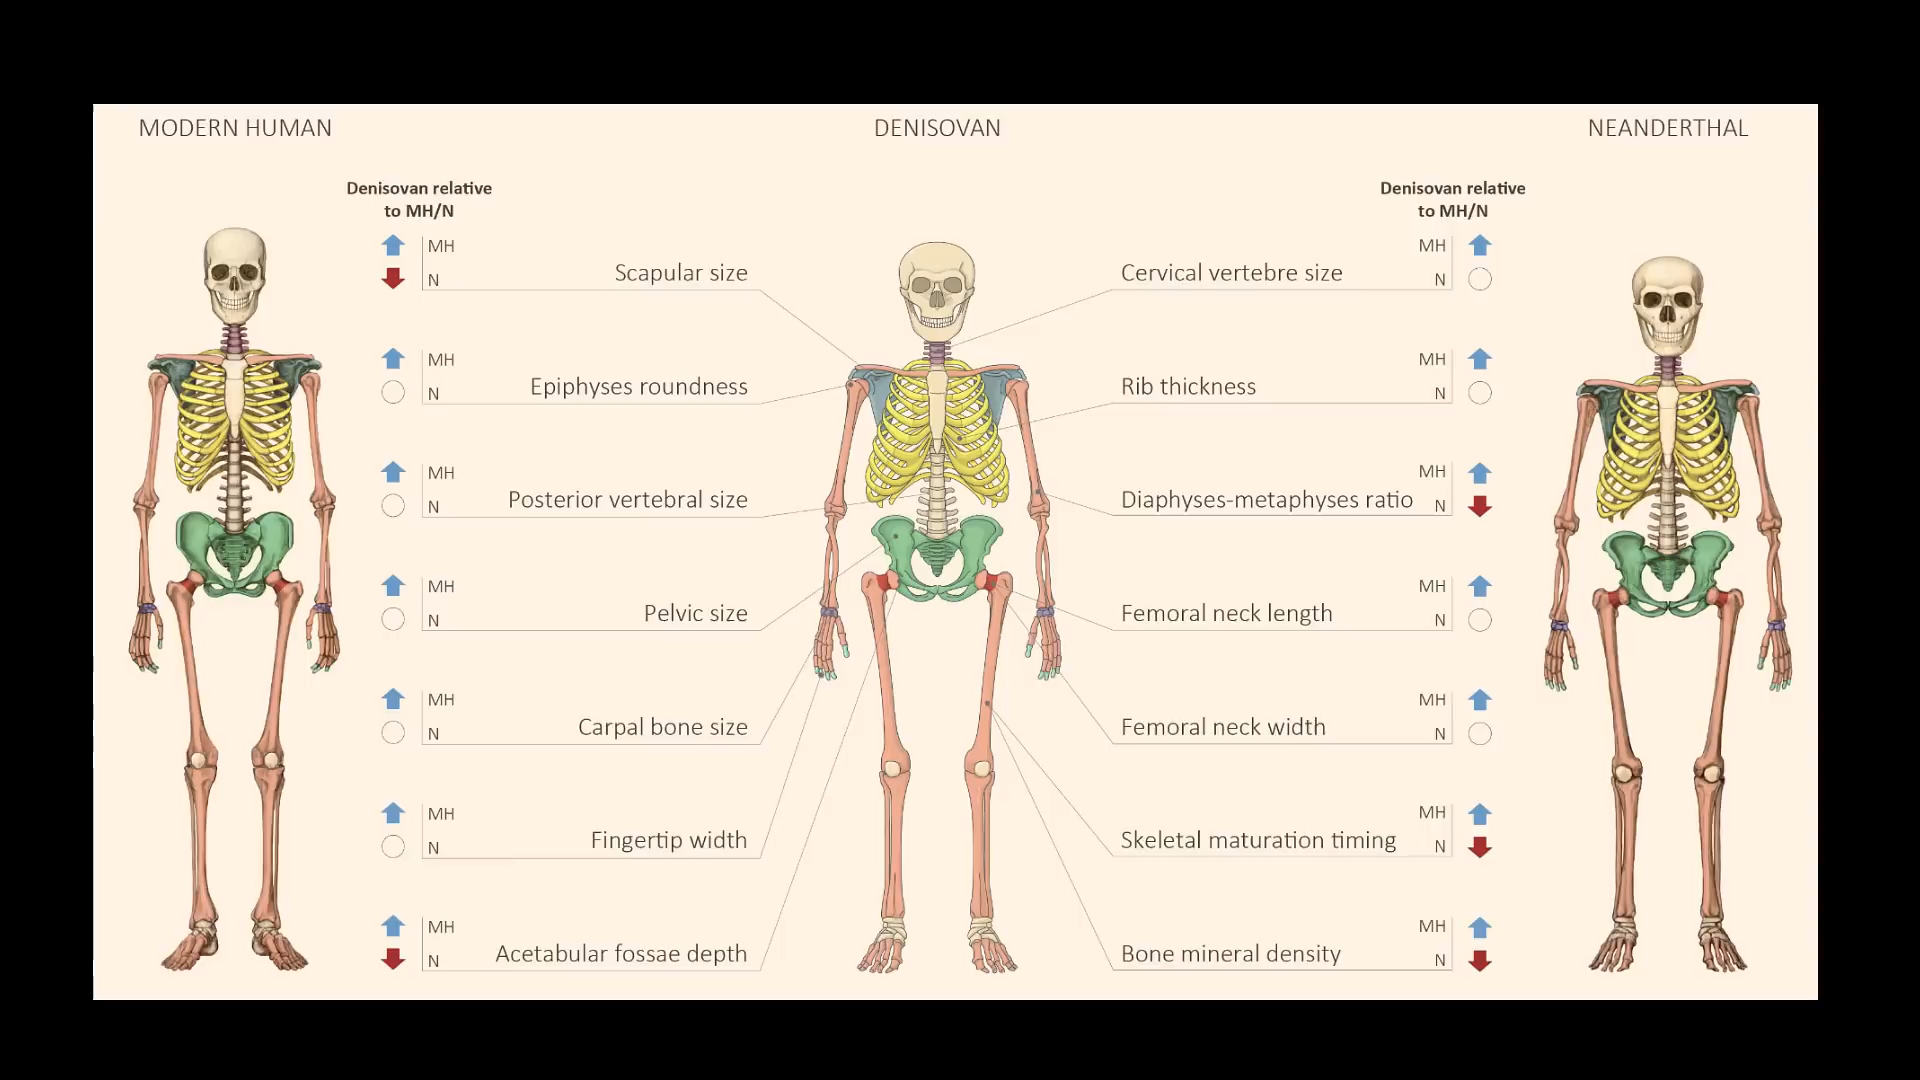 MODERN HUMAN
DENISOVAN
NEANDERTHAL
Denisovan relative
to MH/N
MH
N
Scapular size
MH
N
Epiphyses roundness
MH
N
Posterior vertebral size
MH
N
Pelvic size
MH
N
Carpal bone size
MH
N
Fingertip width
MH
N
Acetabular fossae depth
Denisovan relative
to MH/N
Cervical vertebre size
MH
N
Rib thickness
MH
N
Diaphyses-metaphyses ratio
MH
N
Femoral neck length
MH
N
Femoral neck width
MH
N
Skeletal maturation timing
MH
N
Bone mineral density
MH
N